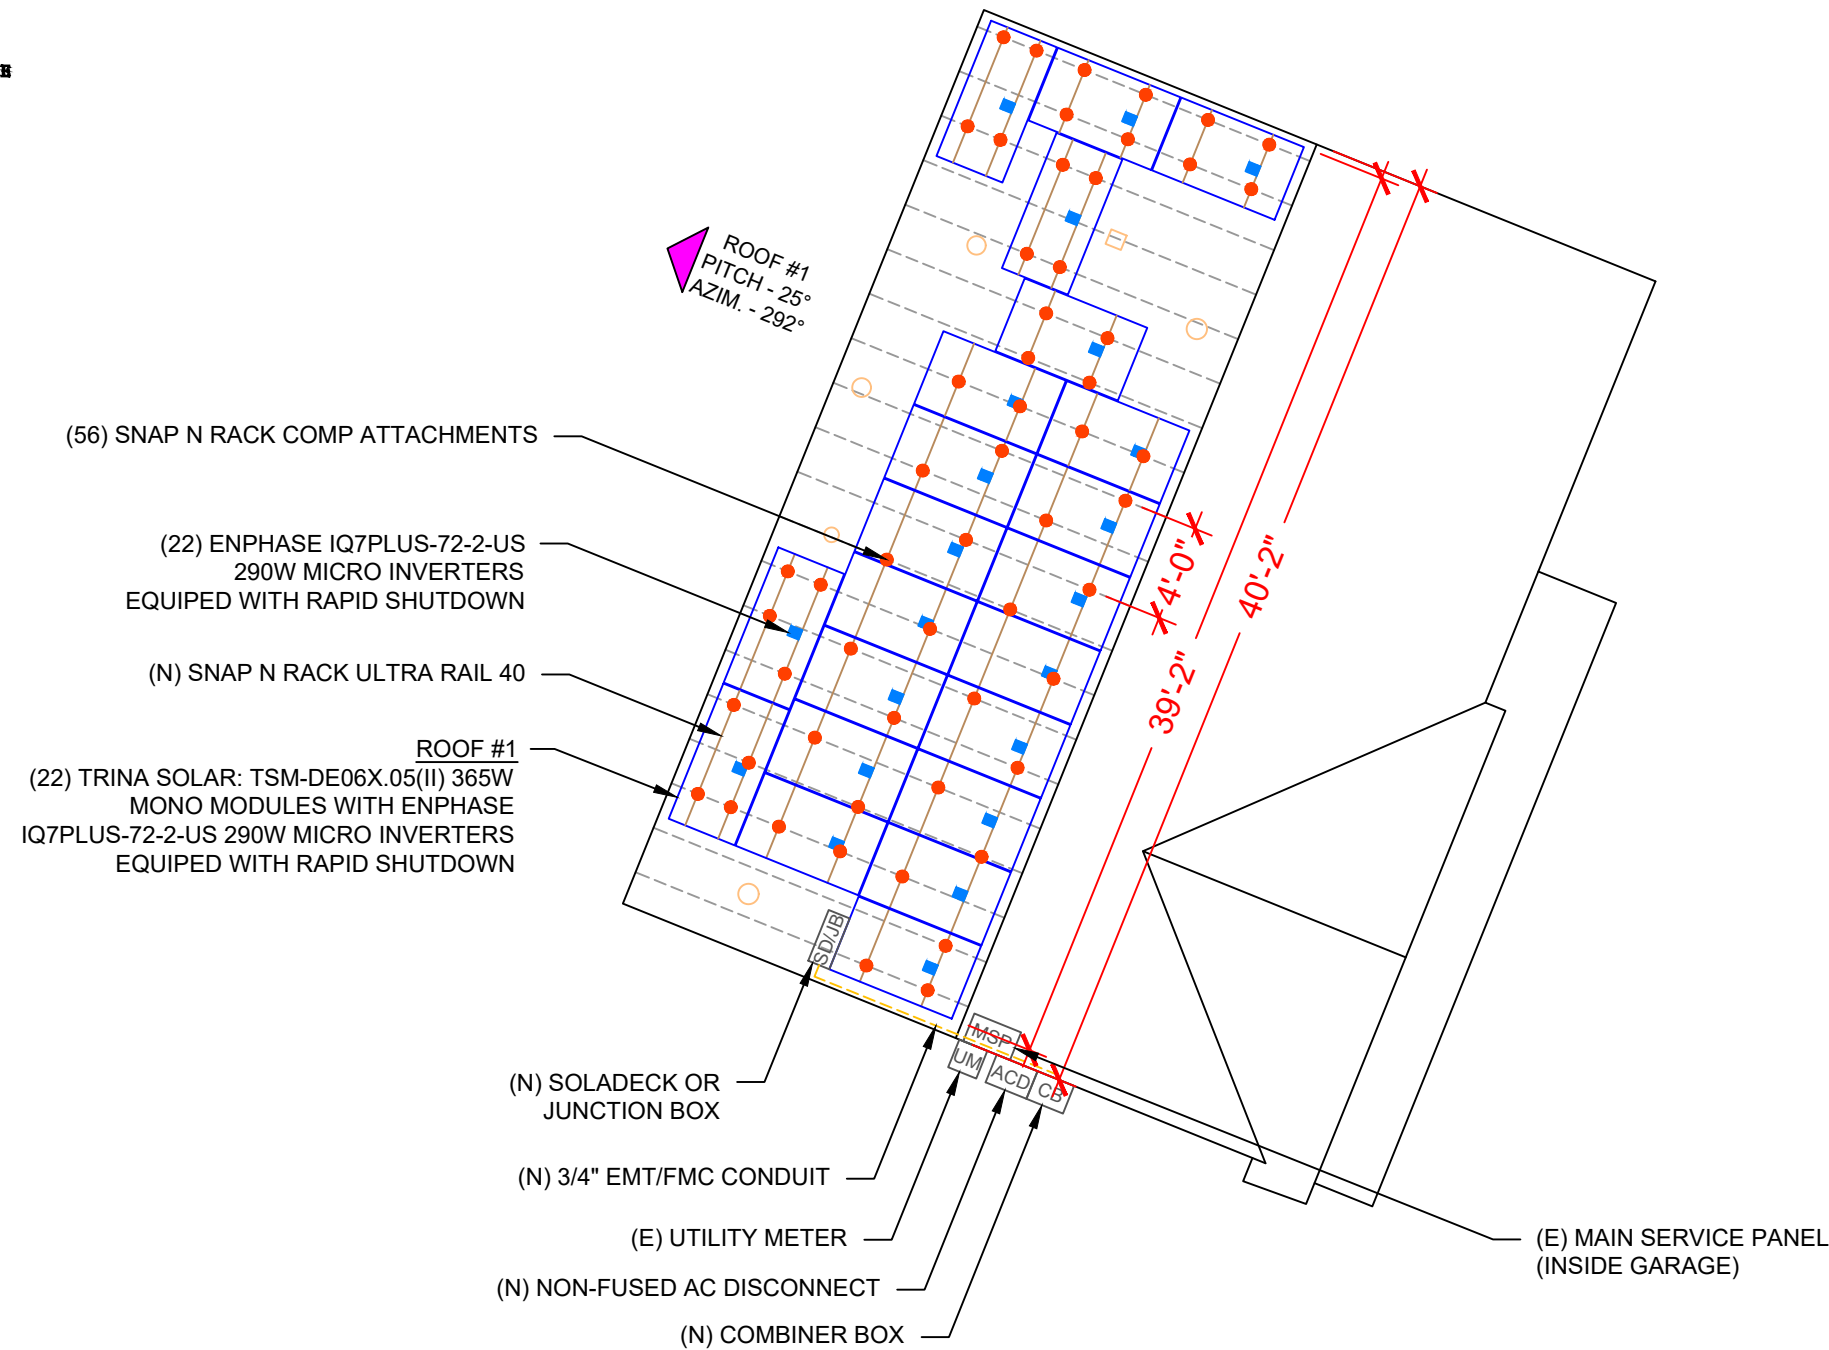 ROOF #1
PITCH - 25°
AZIM. - 292°
(56) SNAP N RACK COMP ATTACHMENTS
(22) ENPHASE IQ7PLUS-72-2-US
290W MICRO INVERTERS
EQUIPED WITH RAPID SHUTDOWN
(N) SNAP N RACK ULTRA RAIL 40
ROOF #1
(22) TRINA SOLAR: TSM-DE06X.05(II) 365W
MONO MODULES WITH ENPHASE
IQ7PLUS-72-2-US 290W MICRO INVERTERS
EQUIPED WITH RAPID SHUTDOWN
4'-0"
39'-2"
40'-2"
SD/JB
MSP
UM
ACD
CB
(N) SOLADECK OR
JUNCTION BOX
(N) 3/4" EMT/FMC CONDUIT
(E) UTILITY METER
(N) NON-FUSED AC DISCONNECT
(N) COMBINER BOX
(E) MAIN SERVICE PANEL
(INSIDE GARAGE)